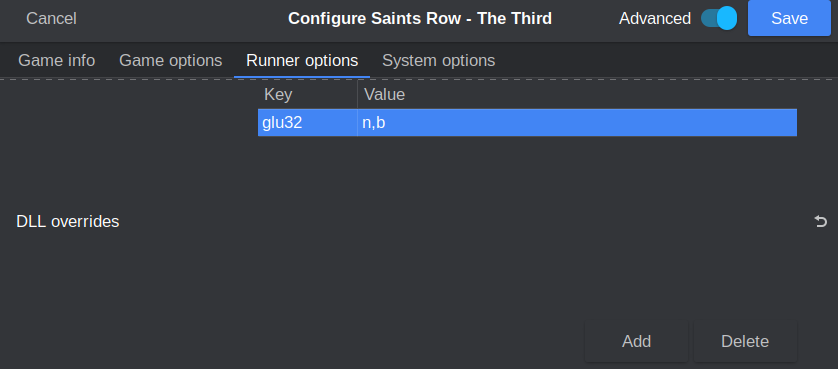 Cancel Configure Saints Row - The Third Advanced Save
Game info Game options Runner options System options
Key Value
glu32 n,b
DLL overrides
Add Delete